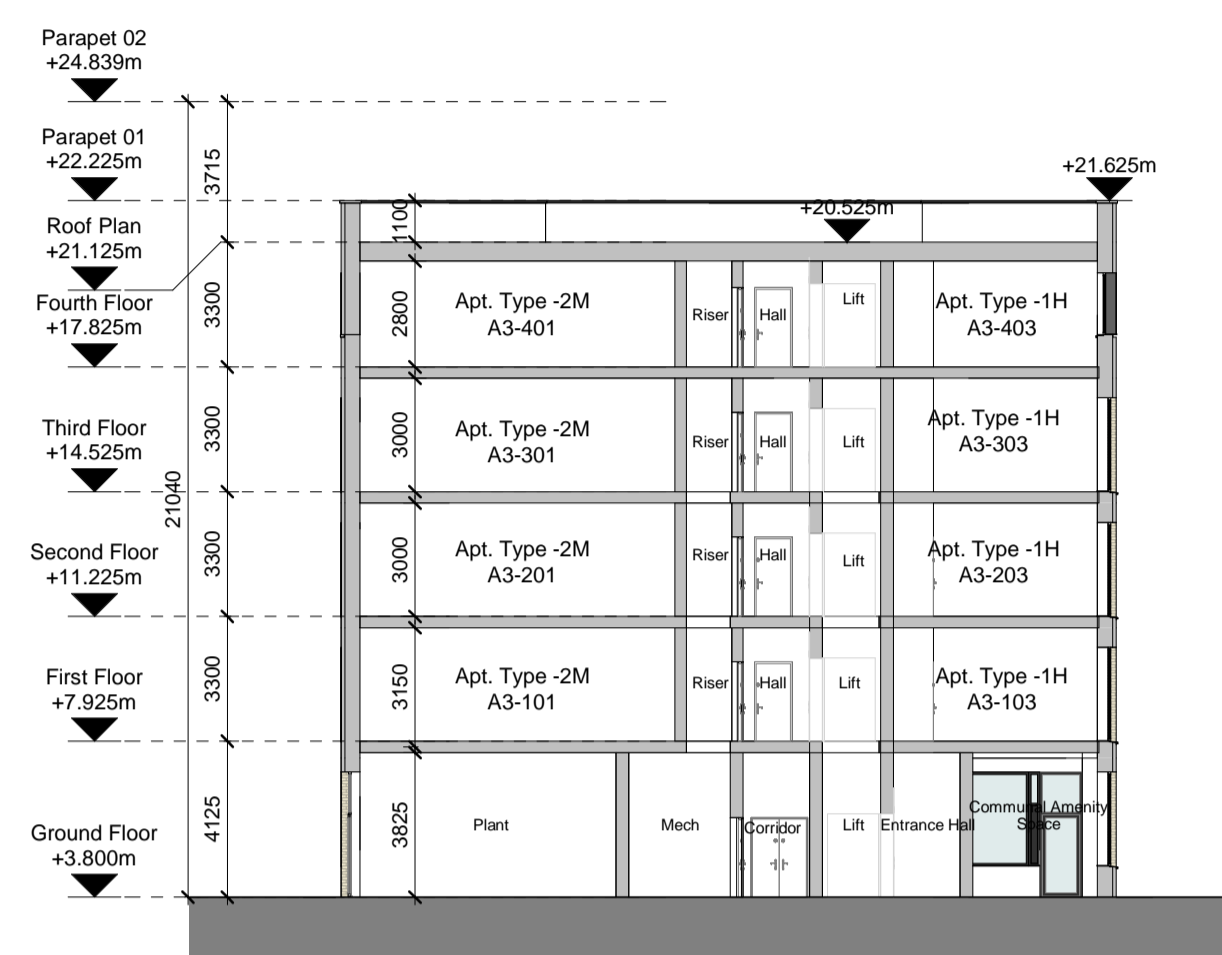 Parapet 02
+24.839m
Parapet 01
+22.225m
Roof Plan
+21.125m
Fourth Floor
+17.825m
Third Floor
+14.525m
Second Floor
+11.225m
First Floor
+7.925m
Ground Floor
+3.800m
21040
3715
3300
3300
3300
3300
4125
1100
2800
3000
3000
3150
3825
+21.625m
+20.525m
Apt. Type -2M
A3-401
Riser
Hall
Lift
Apt. Type -1H
A3-403
Apt. Type -2M
A3-301
Riser
Hall
Lift
Apt. Type -1H
A3-303
Apt. Type -2M
A3-201
Riser
Hall
Lift
Apt. Type -1H
A3-203
Apt. Type -2M
A3-101
Riser
Hall
Lift
Apt. Type -1H
A3-103
Plant
Mech
Corridor
Lift
Entrance Hall
Communal Amenity
Space